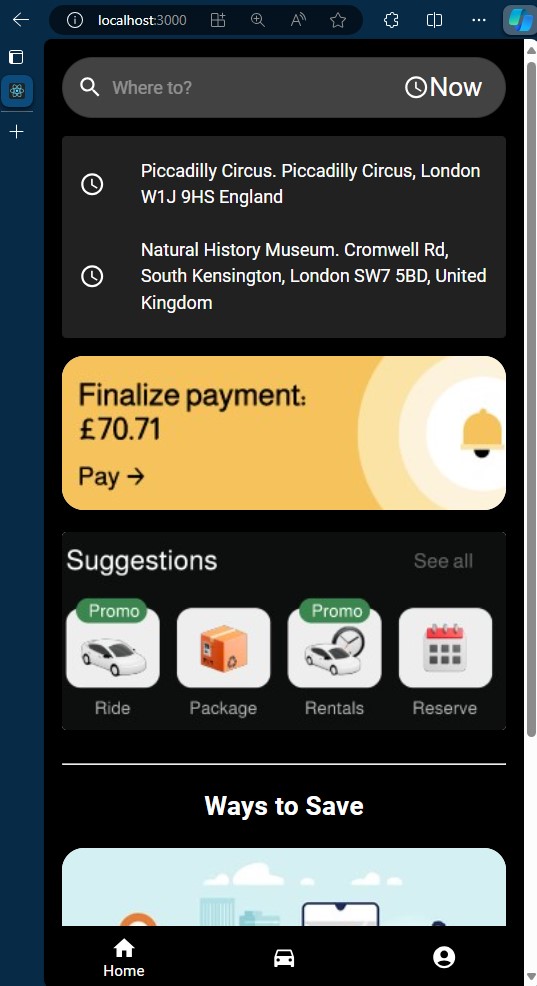 localhost:3000
Where to?
Now
Piccadilly Circus. Piccadilly Circus, London
W1J 9HS England
Natural History Museum. Cromwell Rd,
South Kensington, London SW7 5BD, United
Kingdom
Finalize payment:
£70.71
Pay →
Suggestions
See all
Promo
Promo
Ride
Package
Rentals
Reserve
Ways to Save
Home